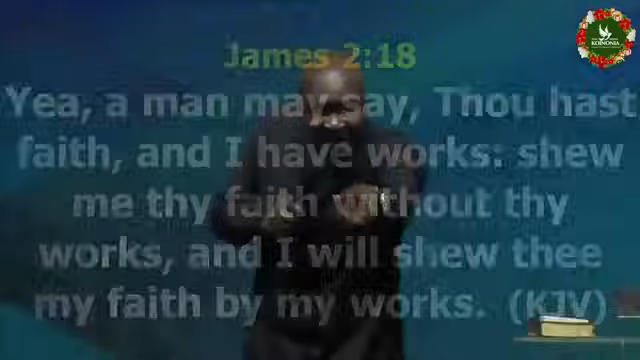 James 2:18
Yea, a man may say, Thou hast
faith, and I have works: shew
me thy faith without thy
works, and I will shew thee
my faith by my works. (KJV)
KOINONIA